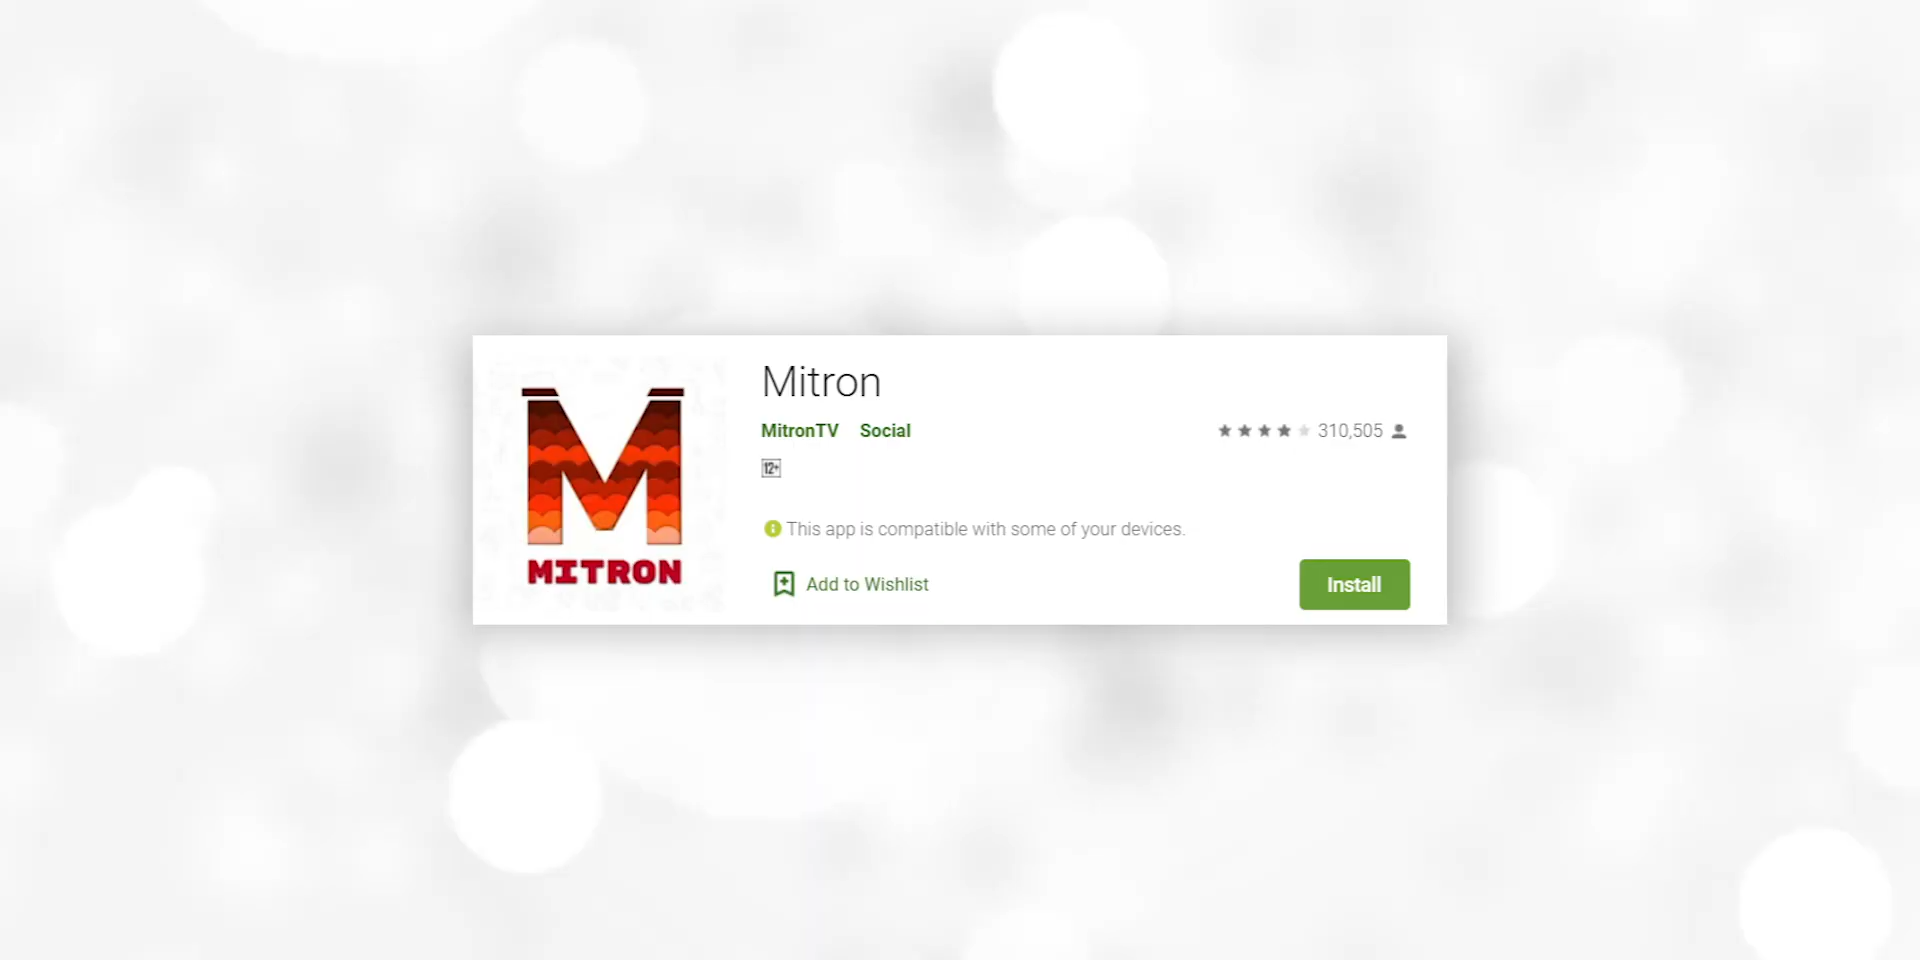 Mitron
MITRON
MitronTV Social 310,505
12+
This app is compatible with some of your devices.
Add to Wishlist Install